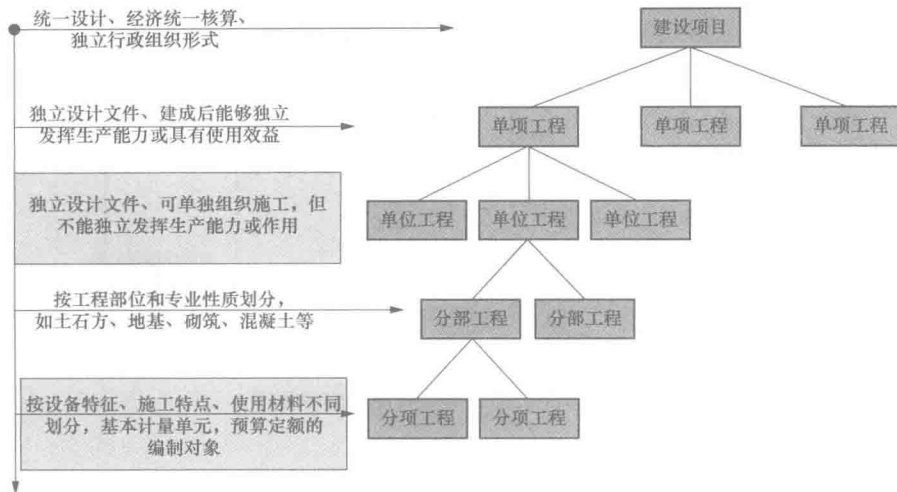 统一设计、经济统一核算、
独立行政组织形式
建设项目
独立设计文件、建成后能够独立
发挥生产能力或具有使用效益
单项工程
单项工程
单项工程
独立设计文件、可单独组织施工，但
不能独立发挥生产能力或作用
单位工程
单位工程
单位工程
按工程部位和专业性质划分，
如土石方、地基、砌筑、混凝土等
分部工程
分部工程
按设备特征、施工特点、使用材料不同
划分，基本计量单元，预算定额的
编制对象
分项工程
分项工程